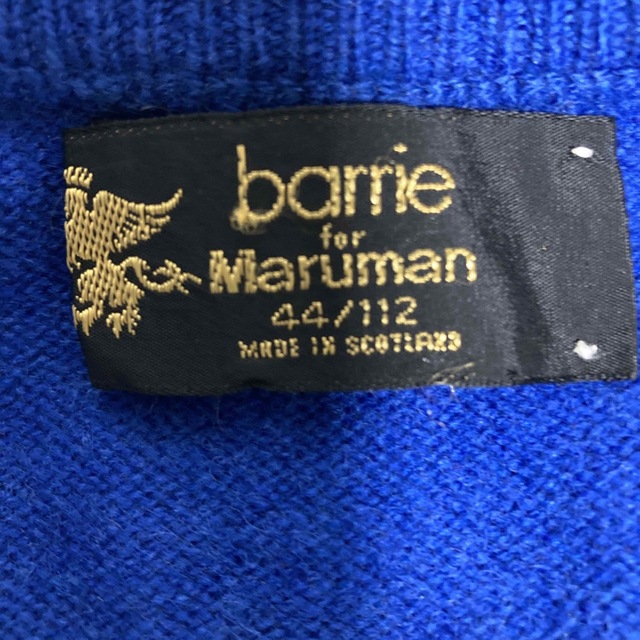 barrie
for
Maruman
44/112
MADE IN SCOTLAND